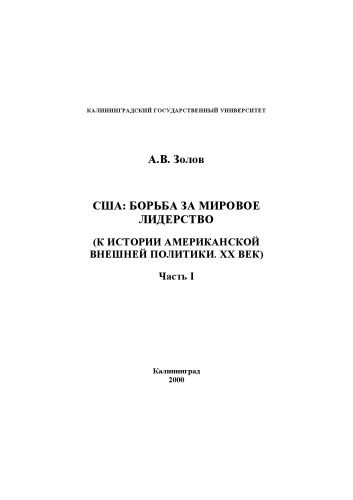 КАЛИНИНГРАДСКИЙ ГОСУДАРСТВЕННЫЙ УНИВЕРСИТЕТ
А.В. Золов
США: БОРЬБА ЗА МИРОВОЕ
ЛИДЕРСТВО
(К ИСТОРИИ АМЕРИКАНСКОЙ
ВНЕШНЕЙ ПОЛИТИКИ. XX ВЕК)
Часть I
Калининград
2000